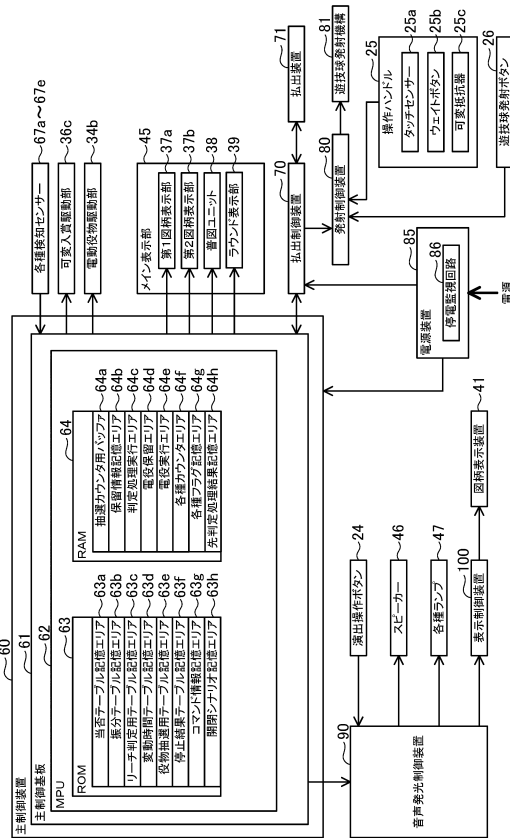 60
主制御装置
61
主制御基板
62
MPU
63
ROM
当否テーブル記憶エリア 63a
振分テーブル記憶エリア 63b
リーチ判定用テーブル記憶エリア 63c
変動時間テーブル記憶エリア 63d
役物抽選用テーブル記憶エリア 63e
停止結果テーブル記憶エリア 63f
コマンド情報記憶エリア 63g
開閉シナリオ記憶エリア 63h
64
RAM
抽選カウンタ用バッファ 64a
保留情報記憶エリア 64b
判定処理実行エリア 64c
電役保留エリア 64d
電役実行エリア 64e
各種カウンタエリア 64f
各種フラグ記憶エリア 64g
先判定処理結果記憶エリア 64h
各種検知センサー 67a~67e
可変入賞駆動部 36c
電動役物駆動部 34b
メイン表示部 45
第1図柄表示部 37a
第2図柄表示部 37b
普図ユニット 38
ラウンド表示部 39
払出制御装置 70
払出装置 71
発射制御装置 80
遊技球発射機構 81
操作ハンドル 25
タッチセンサー 25a
ウェイトボタン 25b
可変抵抗器 25c
遊技球発射ボタン 26
電源装置 85
停電監視回路 86
電源
90
音声発光制御装置
演出操作ボタン 24
スピーカー 46
各種ランプ 47
表示制御装置 100
図柄表示装置 41